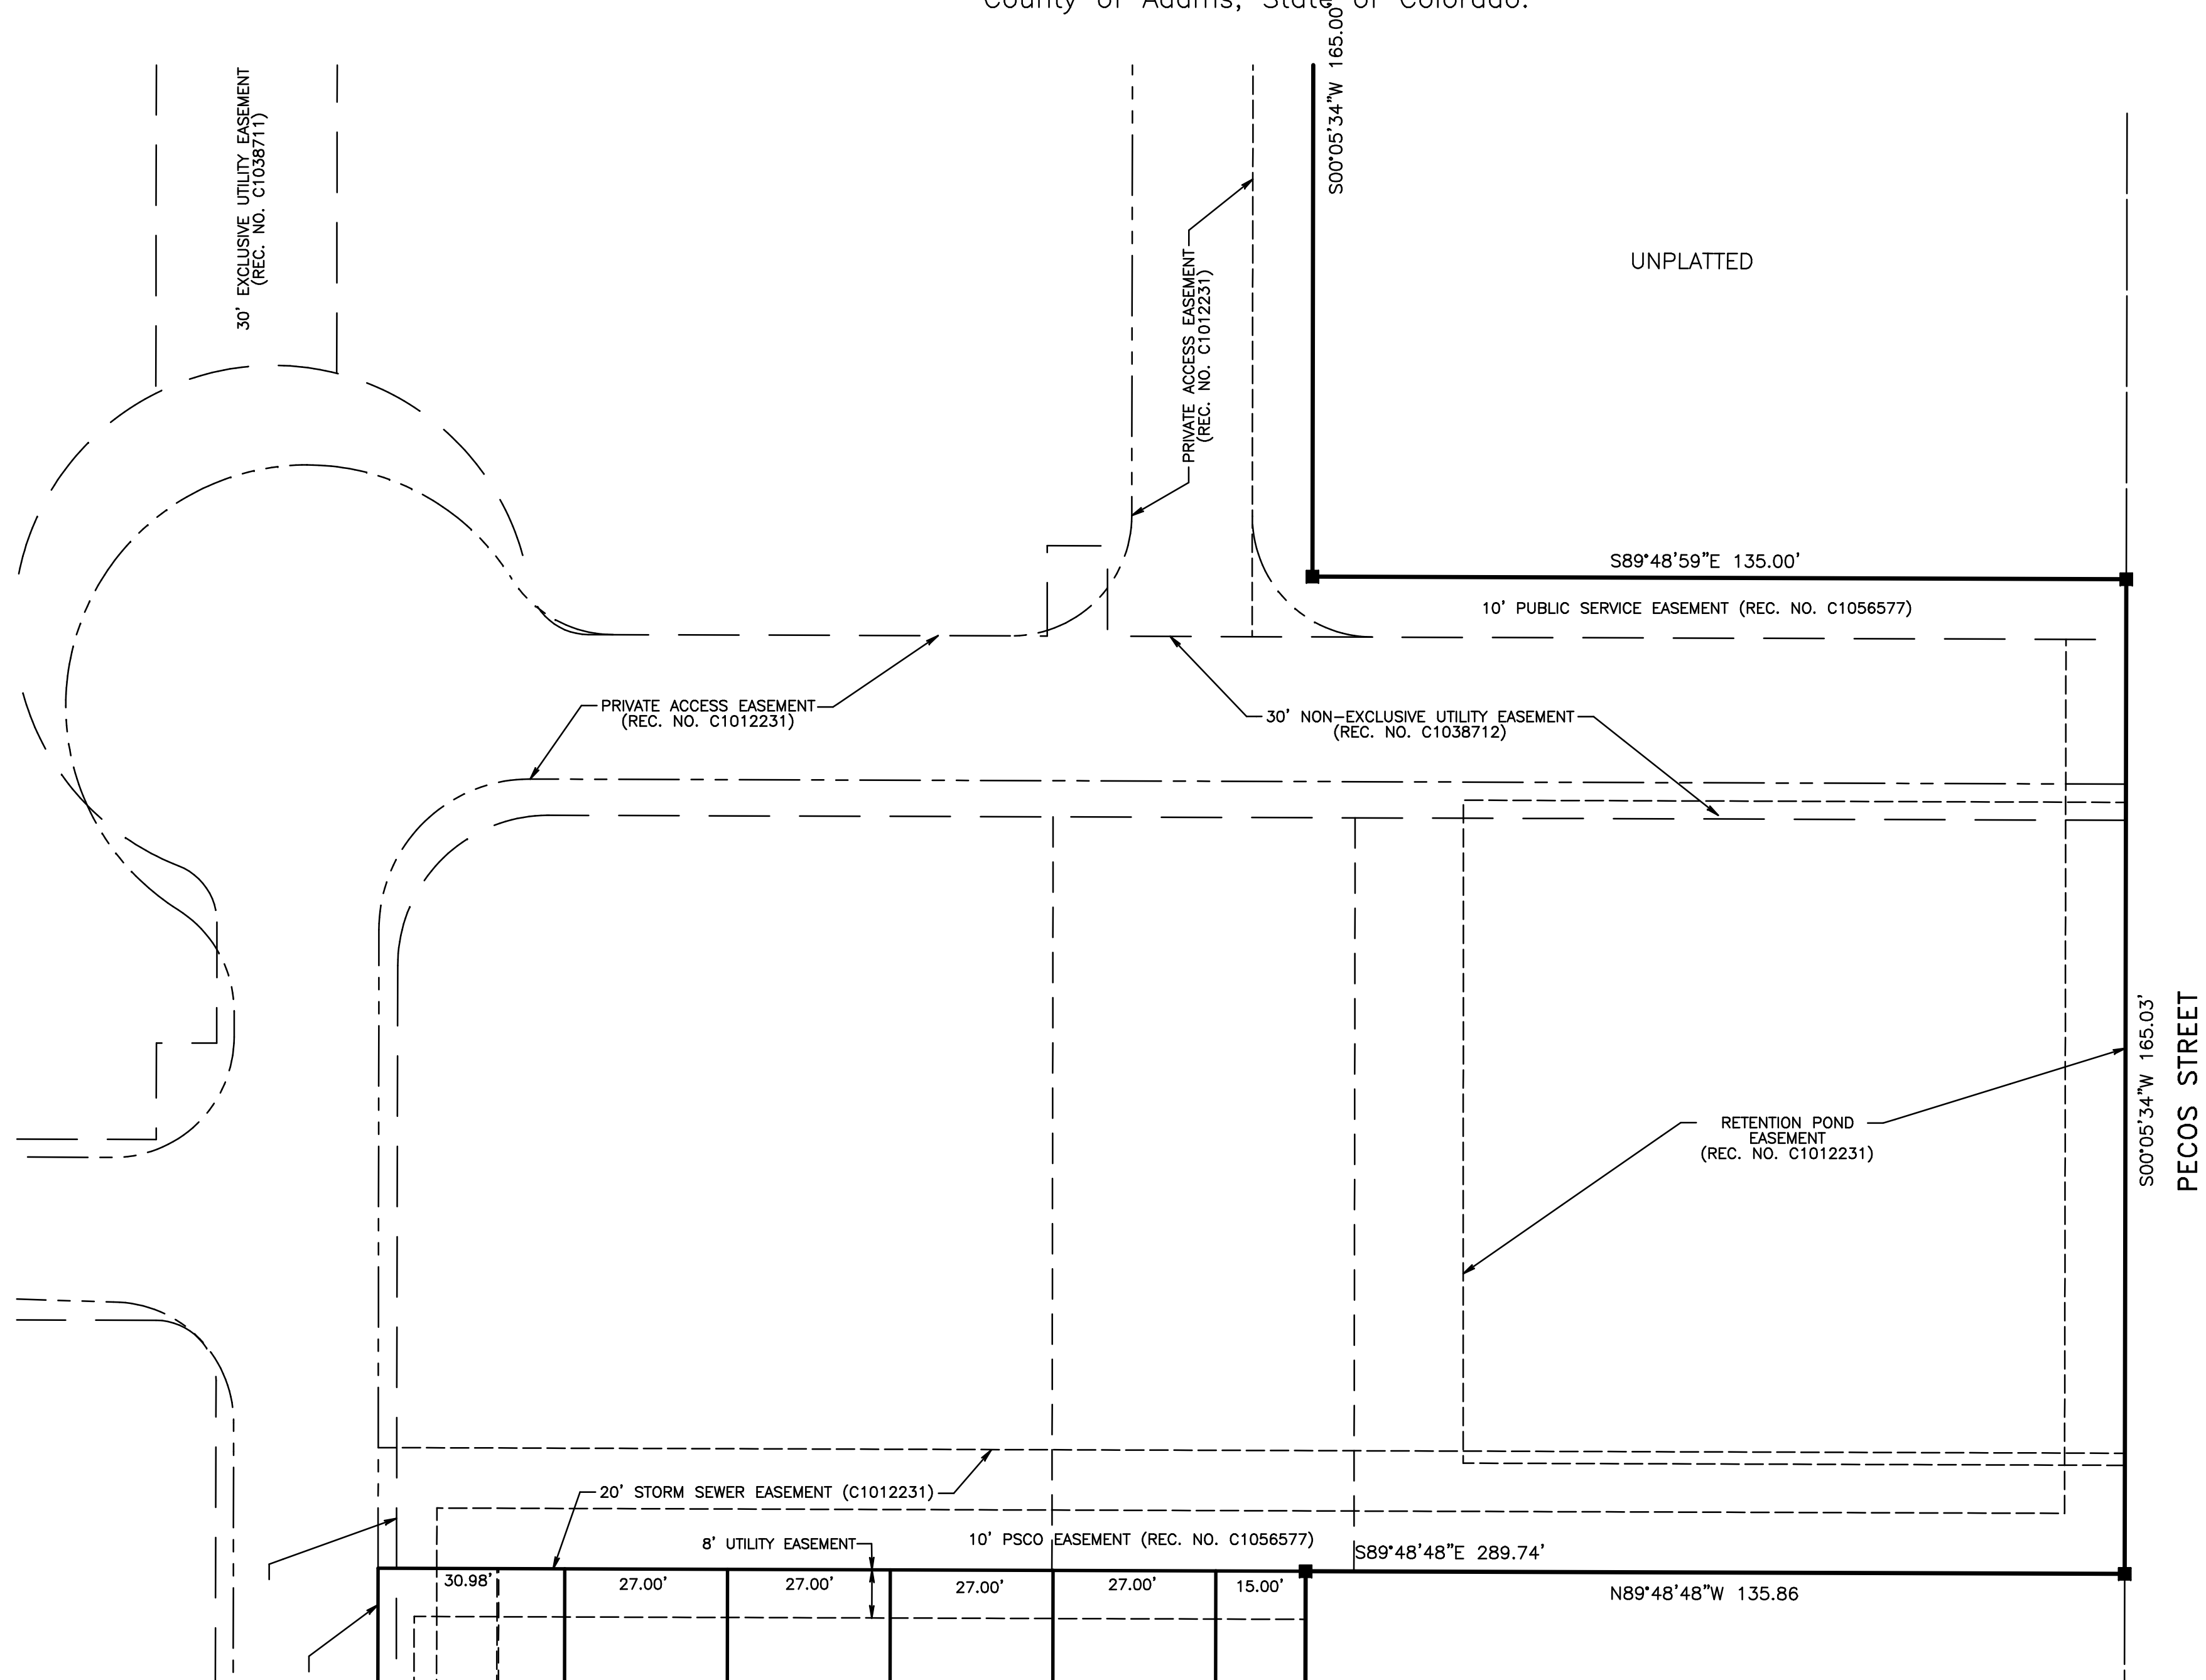 County of Adams, State of Colorado.
S00°05'34"W 165.00'
30' EXCLUSIVE UTILITY EASEMENT
(REC. NO. C1038711)
PRIVATE ACCESS EASEMENT
(REC. NO. C1012231)
UNPLATTED
S89°48'59"E 135.00'
10' PUBLIC SERVICE EASEMENT (REC. NO. C1056577)
PRIVATE ACCESS EASEMENT
(REC. NO. C1012231)
30' NON-EXCLUSIVE UTILITY EASEMENT
(REC. NO. C1038712)
RETENTION POND
EASEMENT
(REC. NO. C1012231)
S00°05'34"W 165.03'
PECOS STREET
20' STORM SEWER EASEMENT (C1012231)
8' UTILITY EASEMENT
10' PSCO EASEMENT (REC. NO. C1056577)
S89°48'48"E 289.74'
30.98'
27.00'
27.00'
27.00'
27.00'
15.00'
N89°48'48"W 135.86